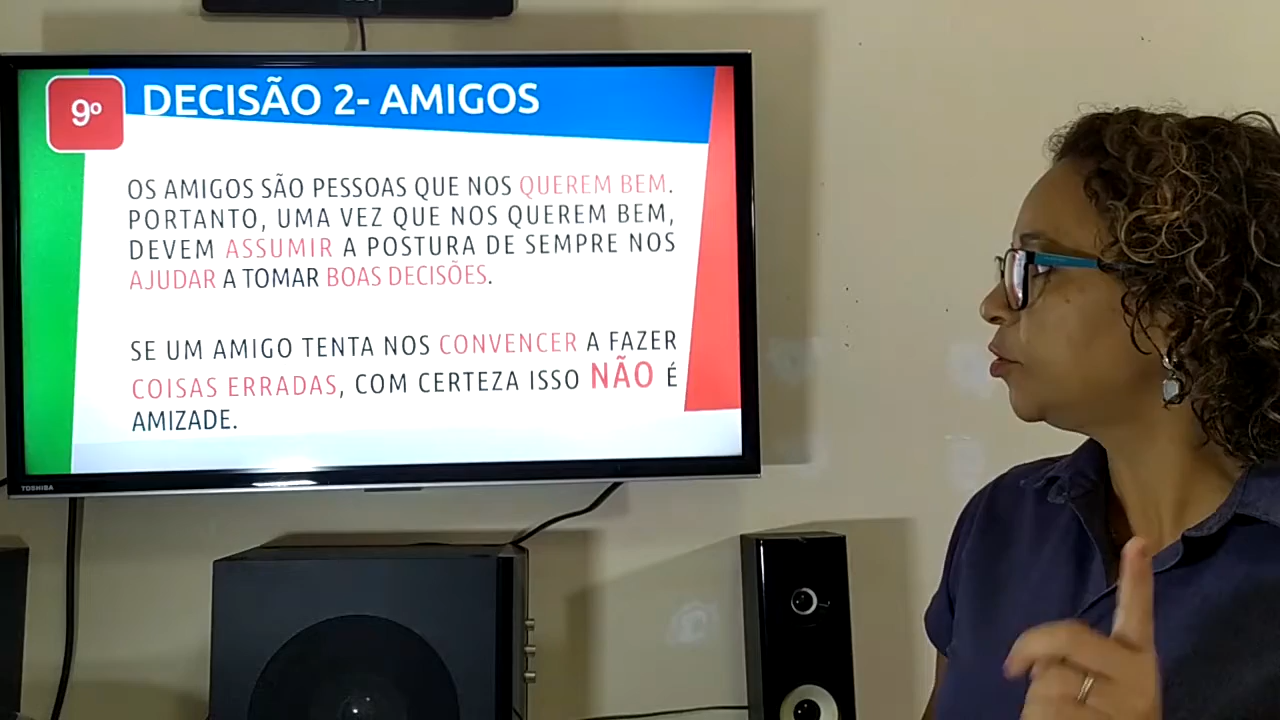 9º
DECISÃO 2- AMIGOS
OS AMIGOS SÃO PESSOAS QUE NOS QUEREM BEM.
PORTANTO, UMA VEZ QUE NOS QUEREM BEM,
DEVEM ASSUMIR A POSTURA DE SEMPRE NOS
AJUDAR A TOMAR BOAS DECISÕES.
SE UM AMIGO TENTA NOS CONVENCER A FAZER
COISAS ERRADAS, COM CERTEZA ISSO NÃO É
AMIZADE.
TOSHIBA